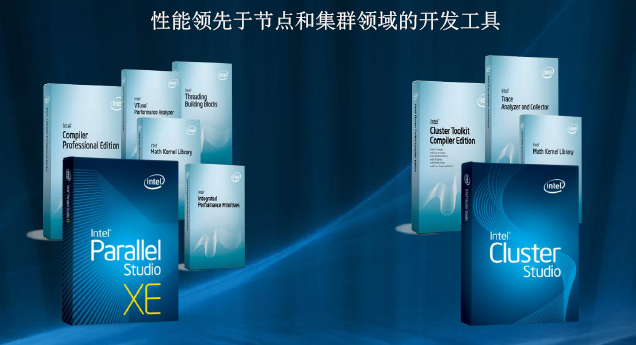 性能领先于节点和集群领域的开发工具
Intel
Compiler
Professional Edition
Intel
VTune
Performance Analyzer
Intel
Threading
Building Blocks
Intel
Math Kernel Library
Intel
Integrated
Performance Primitives
intel
Intel
Parallel
Studio
XE
Intel
Cluster Toolkit
Compiler Edition
Intel
Trace
Analyzer and Collector
Intel
Math Kernel Library
intel
Intel
Cluster
Studio